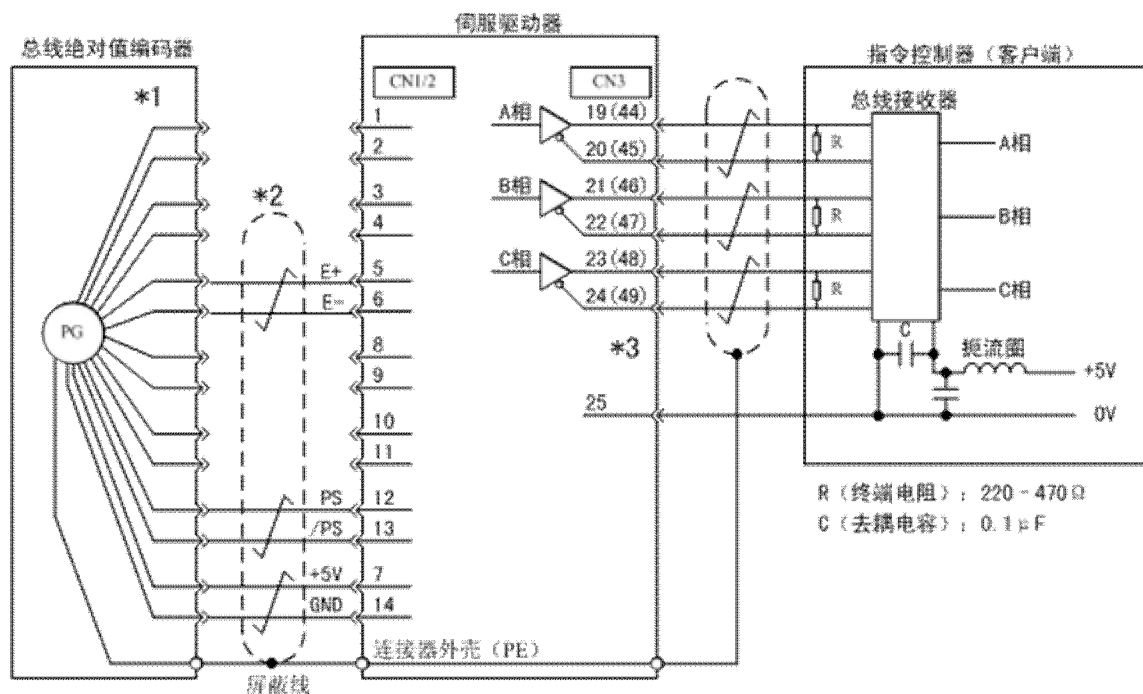 伺服驱动器
总线绝对值编码器
指令控制器（客户端）
*1
CN1/2
CN3
总线接收器
1
2
3
4
5
6
8
9
10
11
12
13
7
14
*2
E+
E-
PS
/PS
+5V
GND
PG
A相
19(44)
20(45)
B相
21(46)
22(47)
C相
23(48)
24(49)
*3
25
R
R
R
A相
B相
C相
C
扼流圈
+5V
0V
R（终端电阻）：220-470Ω
C（去耦电容）：0.1μF
连接器外壳（PE）
屏蔽线